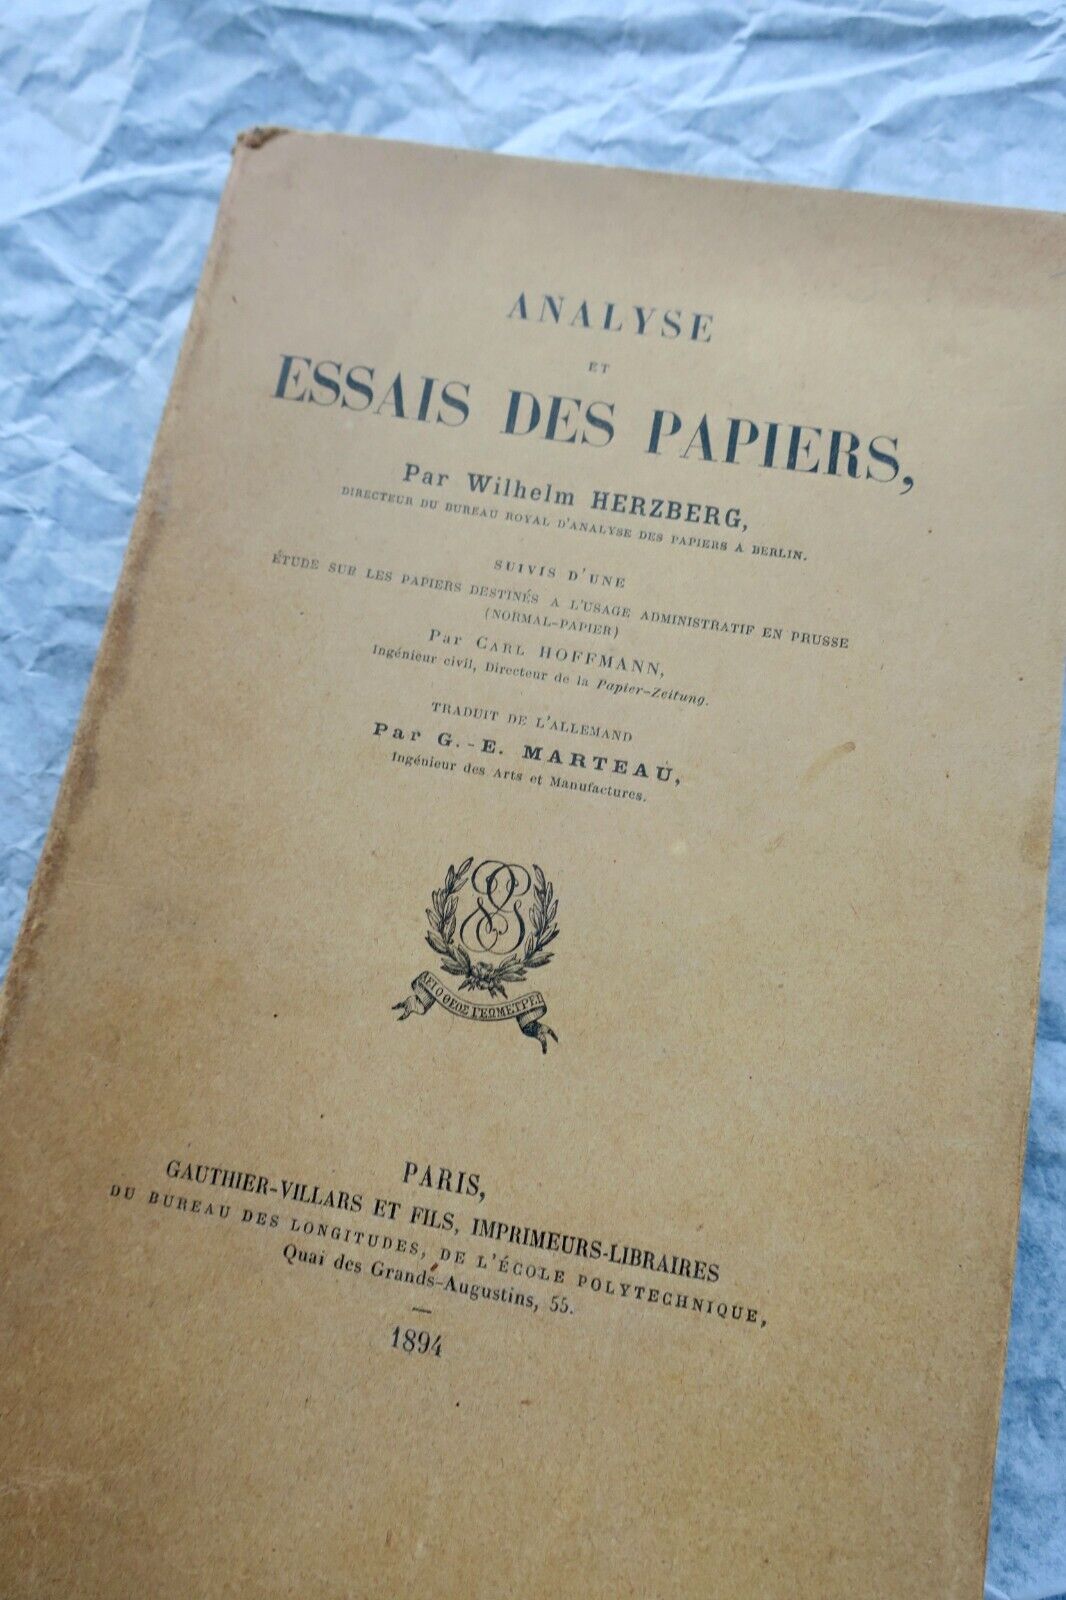 ANALYSE
ET
ESSAIS DES PAPIERS,
Par Wilhelm HERZBERG,
DIRECTEUR DU BUREAU ROYAL D'ANALYSE DES PAPIERS A BERLIN.
SUIVIS D'UNE
ÉTUDE SUR LES PAPIERS DESTINÉS A L'USAGE ADMINISTRATIF EN PRUSSE
(NORMAL-PAPIER)
Par CARL HOFFMANN,
Ingénieur civil, Directeur de la Papier-Zeitung.
TRADUIT DE L'ALLEMAND
Par G.-E. MARTEAU,
Ingénieur des Arts et Manufactures.
ΑΕΙ Ο ΘΕΟΣ ΓΕΩΜΕΤΡΕΙ
PARIS,
GAUTHIER-VILLARS ET FILS, IMPRIMEURS-LIBRAIRES
DU BUREAU DES LONGITUDES, DE L'ÉCOLE POLYTECHNIQUE,
Quai des Grands-Augustins, 55.
1894